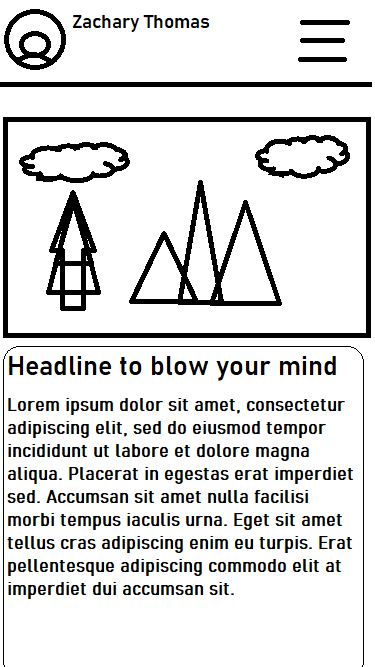 Zachary Thomas
Headline to blow your mind
Lorem ipsum dolor sit amet, consectetur
adipiscing elit, sed do eiusmod tempor
incididunt ut labore et dolore magna
aliqua. Placerat in egestas erat imperdiet
sed. Accumsan sit amet nulla facilisi
morbi tempus iaculis urna. Eget sit amet
tellus cras adipiscing enim eu turpis. Erat
pellentesque adipiscing commodo elit at
imperdiet dui accumsan sit.